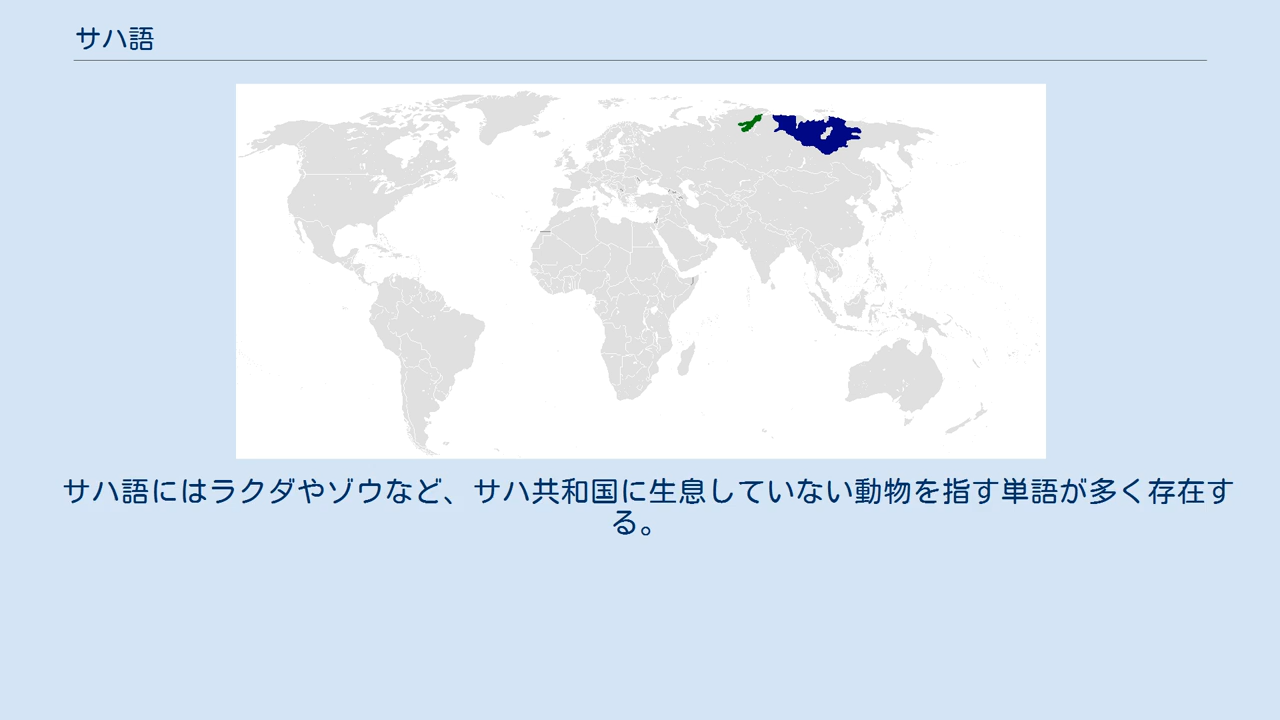 サハ語
サハ語にはラクダやゾウなど、サハ共和国に生息していない動物を指す単語が多く存在す
る。